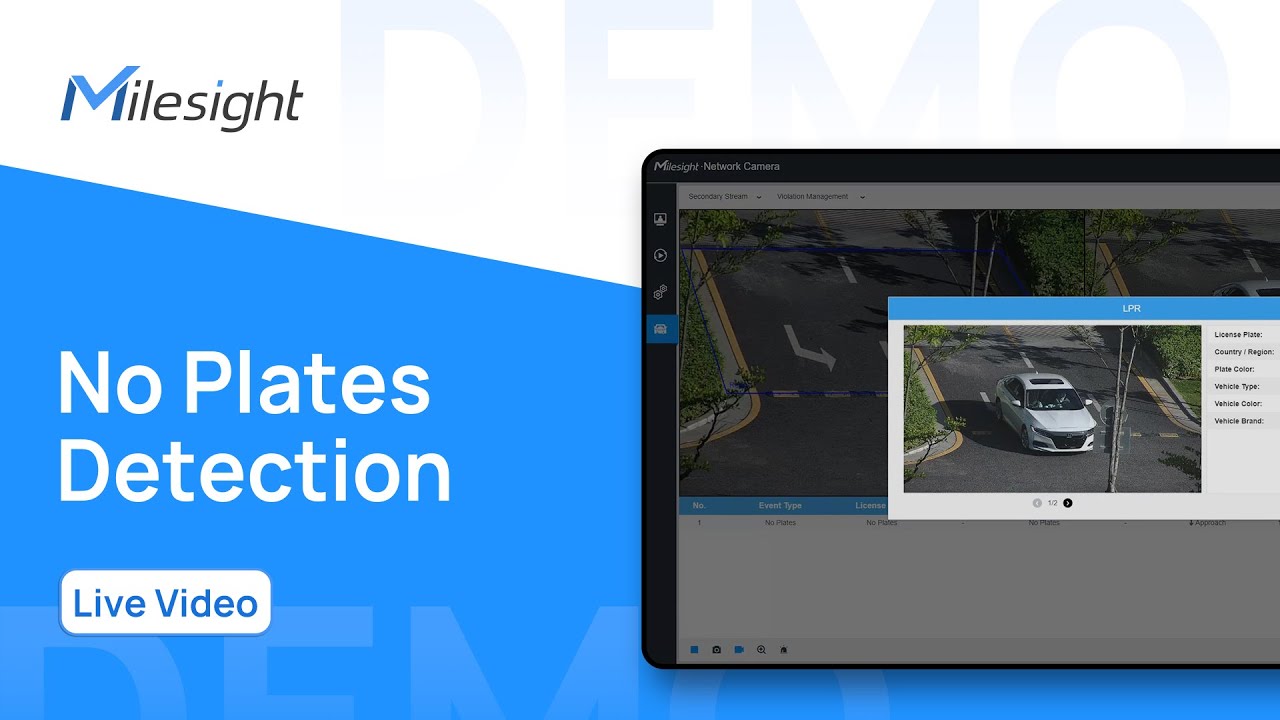 DEMO
Milesight
No Plates
Detection
Live Video
DEMO
Milesight · Network Camera
Secondary Stream
Violation Management
LPR
License Plate:
Country / Region:
Plate Color:
Vehicle Type:
Vehicle Color:
Vehicle Brand:
1/2
No. Event Type License
1 No Plates No Plates - No Plates - Approach